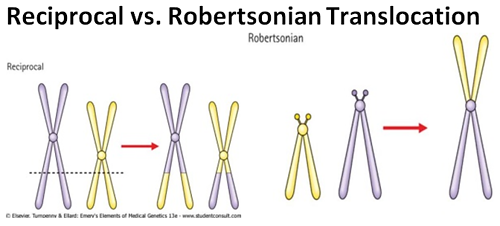 Reciprocal vs. Robertsonian Translocation
Robertsonian
Reciprocal
© Elsevier. Turnpenny & Ellard: Emery's Elements of Medical Genetics 13e - www.studentconsult.com